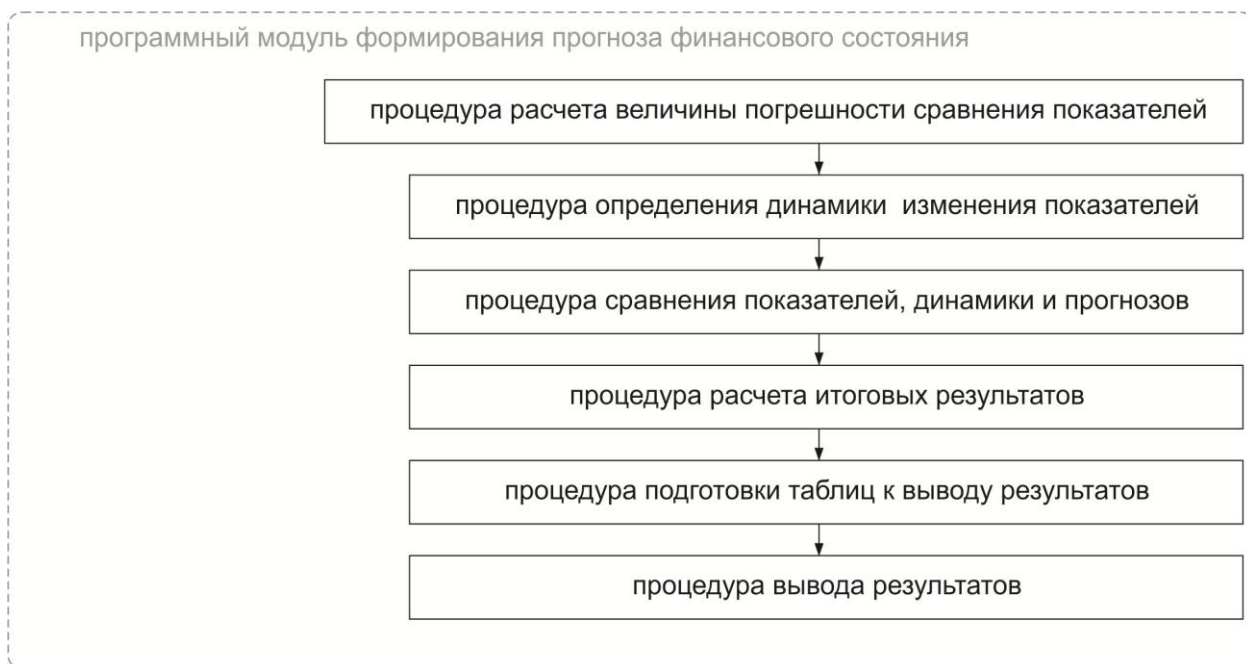 программный модуль формирования прогноза финансового состояния
процедура расчета величины погрешности сравнения показателей
процедура определения динамики  изменения показателей
процедура сравнения показателей, динамики и прогнозов
процедура расчета итоговых результатов
процедура подготовки таблиц к выводу результатов
процедура вывода результатов